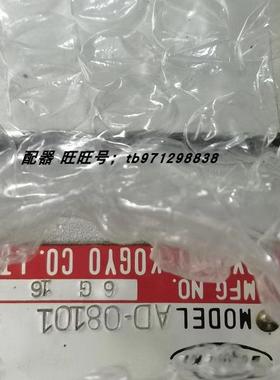 配器 旺旺号；tb971298838
KOGYO CO.LT
MFG NO. 6 G 16
MODEL AD-08101